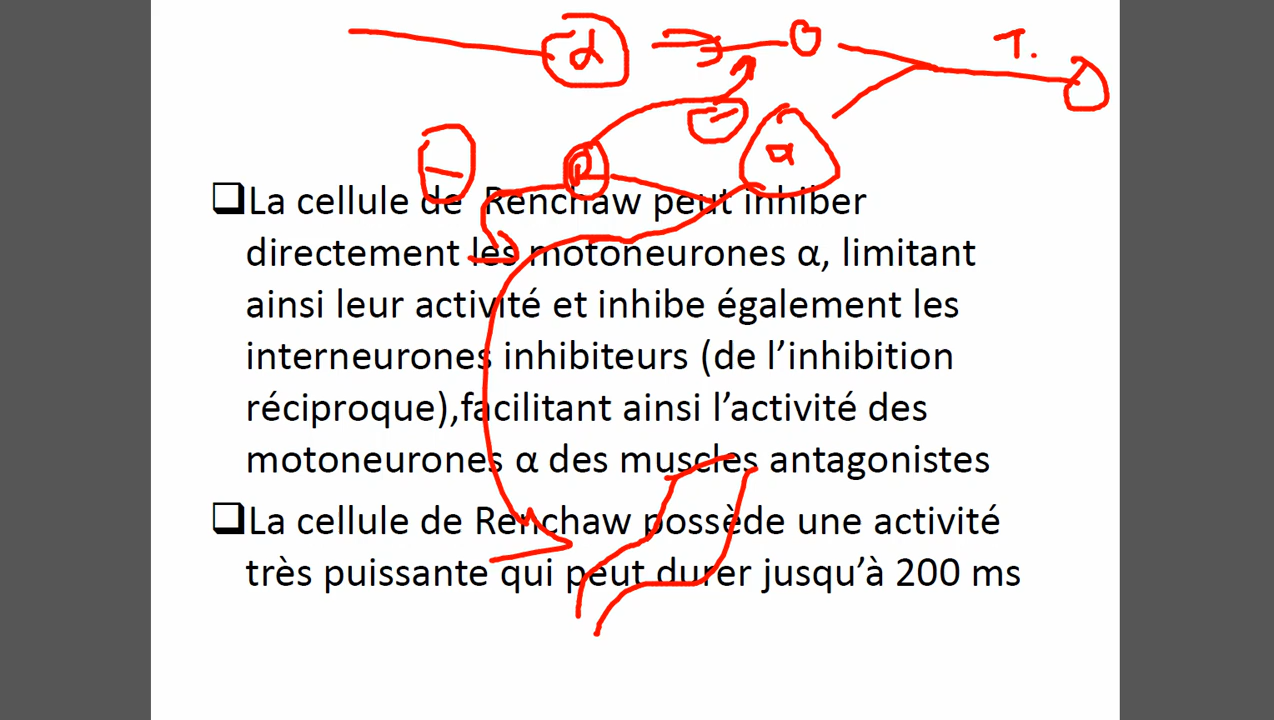 α
T.
R
α
❑La cellule de Renchaw peut inhiber
directement les motoneurones α, limitant
ainsi leur activité et inhibe également les
interneurones inhibiteurs (de l’inhibition
réciproque),facilitant ainsi l’activité des
motoneurones α des muscles antagonistes
❑La cellule de Renchaw possède une activité
très puissante qui peut durer jusqu’à 200 ms